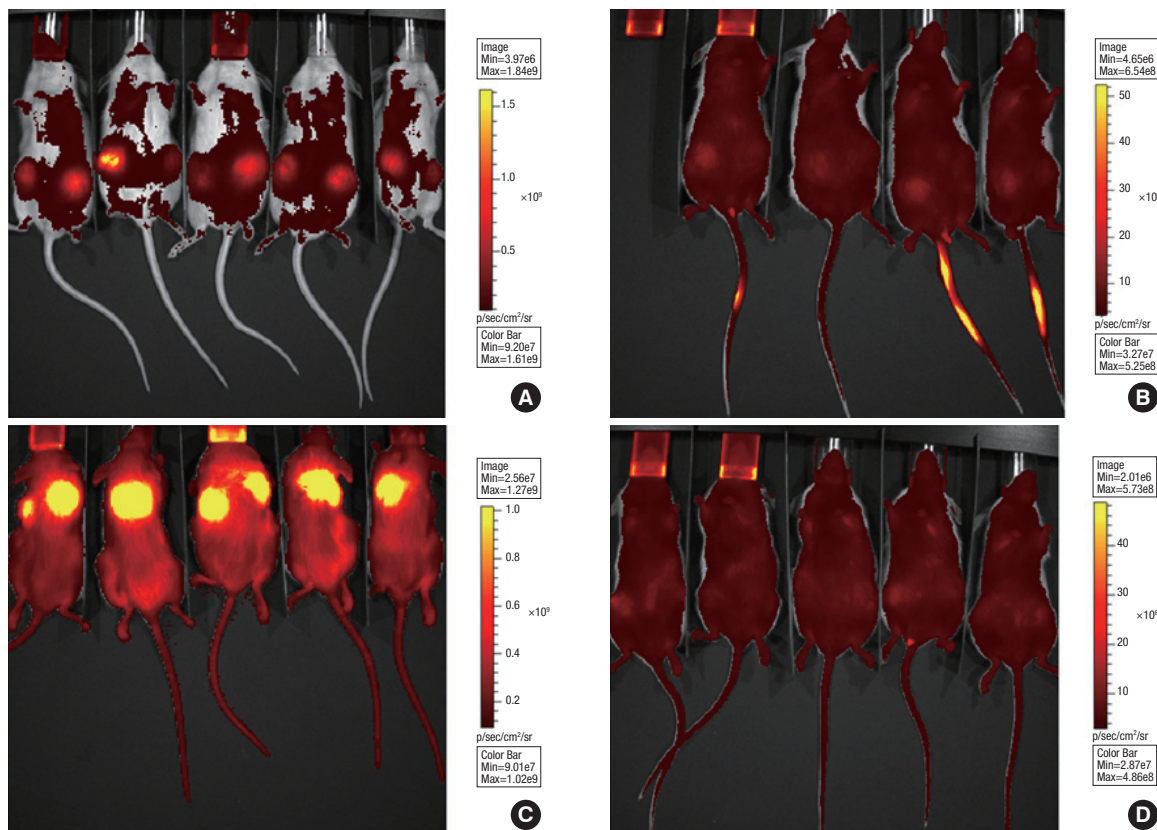 Image
Min=3.97e6
Max=1.84e9
1.5
1.0
×10⁹
0.5
p/sec/cm²/sr
Color Bar
Min=9.20e7
Max=1.61e9
A
Image
Min=4.65e6
Max=6.54e8
50
40
30
×10
20
10
p/sec/cm²/sr
Color Bar
Min=3.27e7
Max=5.25e8
B
Image
Min=2.56e7
Max=1.27e9
1.0
0.8
0.6
×10⁹
0.4
0.2
p/sec/cm²/sr
Color Bar
Min=9.01e7
Max=1.02e9
C
Image
Min=2.01e6
Max=5.73e8
40
30
×10⁶
20
10
p/sec/cm²/sr
Color Bar
Min=2.87e7
Max=4.86e8
D